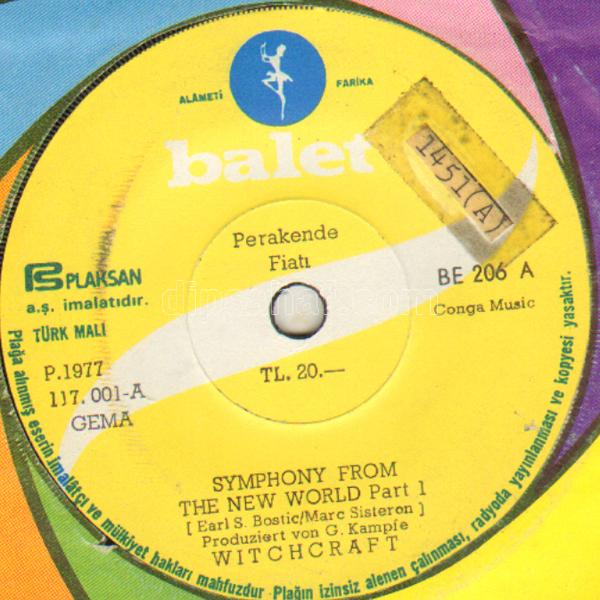 ALÂMETİ FARİKA
balet
1451(A)
Perakende
Fiatı
TL. 20.—
PLAKSAN
a.ş. imalatıdır.
TÜRK MALI
P.1977
117.001-A
GEMA
BE 206 A
Conga Music
SYMPHONY FROM
THE NEW WORLD Part 1
[ Earl S. Bostic/Marc Sisteron ]
Produziert von G. Kampfe
WITCHCRAFT
Plağa alınmış eserin imalâtçı ve mülkiyet hakları mahfuzdur Plağın izinsiz alenen çalınması, radyoda yayınlanması ve kopyesi yasaktır.